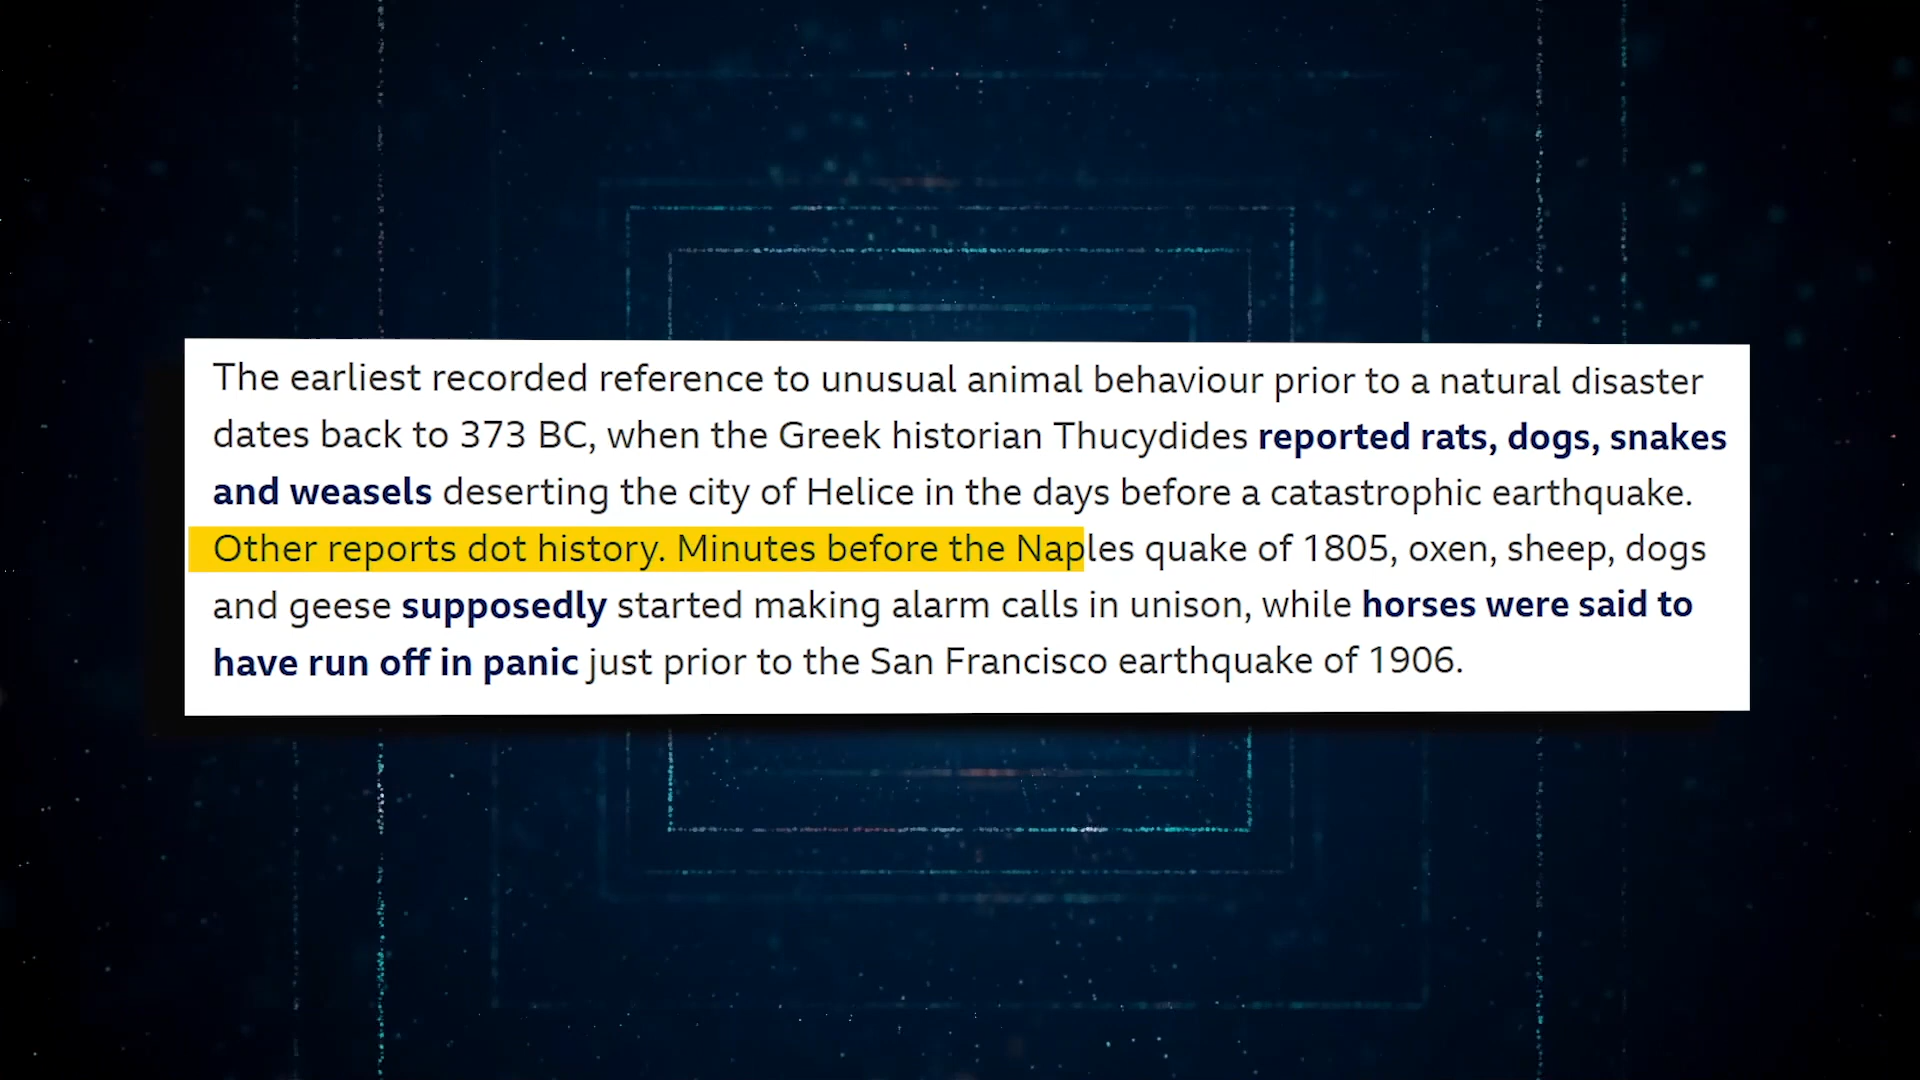 The earliest recorded reference to unusual animal behaviour prior to a natural disaster
dates back to 373 BC, when the Greek historian Thucydides reported rats, dogs, snakes
and weasels deserting the city of Helice in the days before a catastrophic earthquake.
Other reports dot history. Minutes before the Naples quake of 1805, oxen, sheep, dogs
and geese supposedly started making alarm calls in unison, while horses were said to
have run off in panic just prior to the San Francisco earthquake of 1906.